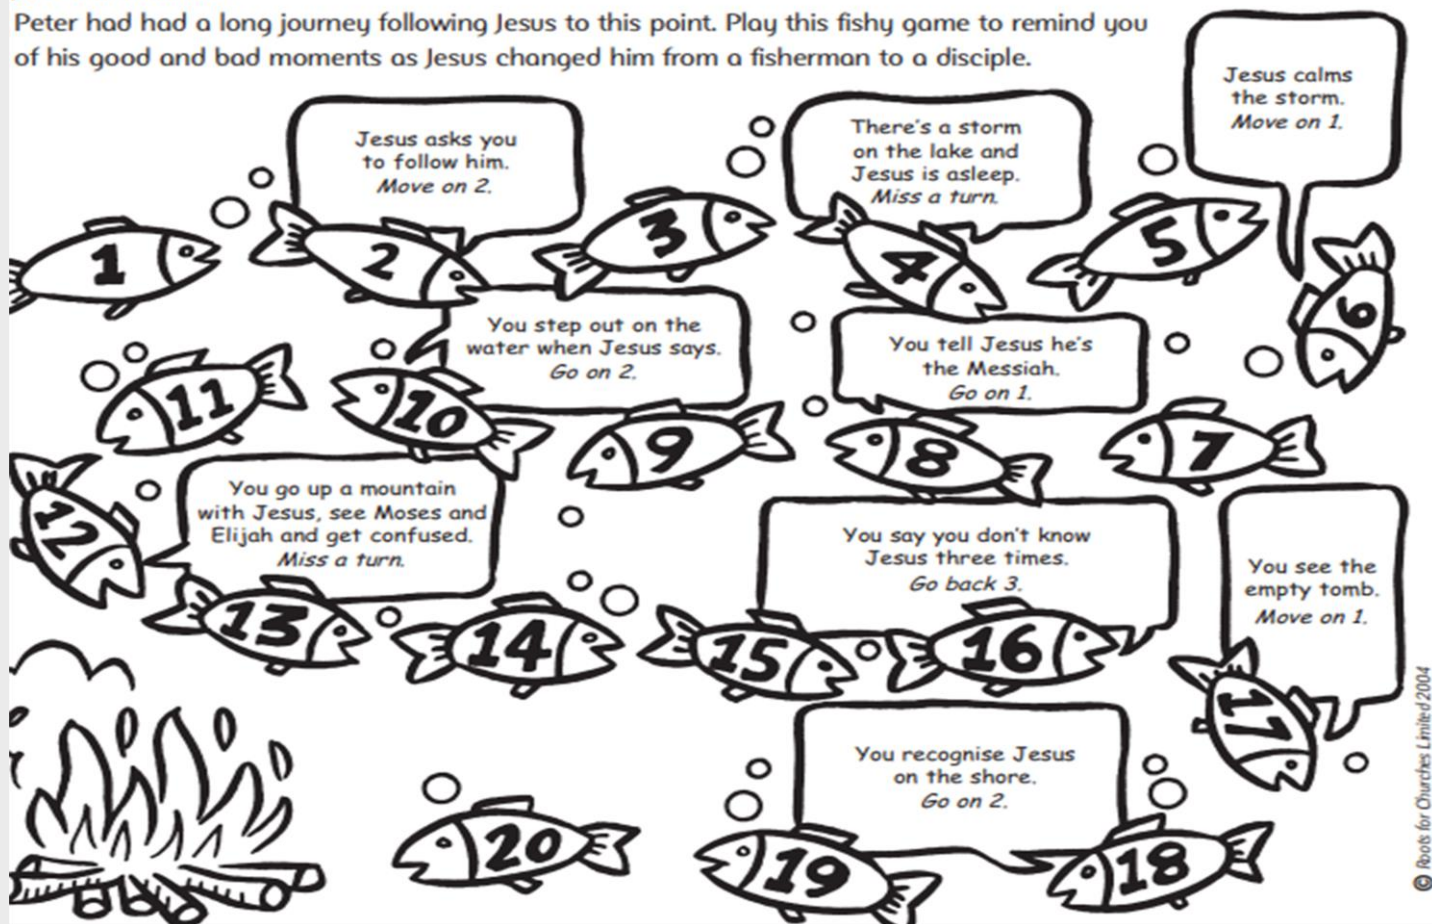 Peter had had a long journey following Jesus to this point. Play this fishy game to remind you
of his good and bad moments as Jesus changed him from a fisherman to a disciple.
Jesus calms
the storm.
Move on 1.
Jesus asks you
to follow him.
Move on 2.
There's a storm
on the lake and
Jesus is asleep.
Miss a turn.
1
2
3
4
5
6
You step out on the
water when Jesus says.
Go on 2.
You tell Jesus he's
the Messiah.
Go on 1.
11
10
9
8
7
12
You go up a mountain
with Jesus, see Moses and
Elijah and get confused.
Miss a turn.
You say you don't know
Jesus three times.
Go back 3.
You see the
empty tomb.
Move on 1.
13
14
15
16
17
You recognise Jesus
on the shore.
Go on 2.
20
19
18
© Roots for Churches Limited 2004